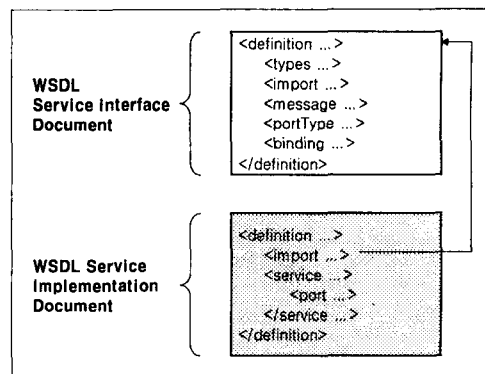 WSDL
Service Interface
Document
<definition ...>
<types ...>
<import ...>
<message ...>
<portType ...>
<binding ...>
</definition>
WSDL Service
Implementation
Document
<definition ...>
<import ...>
<service ...>
<port ...>
</service ...>
</definition>